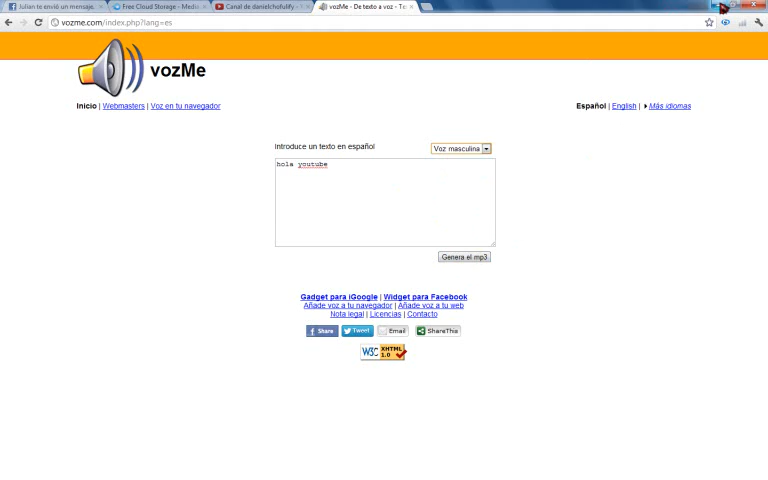 Julian te envió un mensaje.
Free Cloud Storage - Media
Canal de danielchofulify -
vozMe - De texto a voz - Te
vozme.com/index.php?lang=es
vozMe
Inicio | Webmasters | Voz en tu navegador
Español | English | Más idiomas
Introduce un texto en español
Voz masculina
hola youtube
Genera el mp3
Gadget para iGoogle | Widget para Facebook
Añade voz a tu navegador | Añade voz a tu web
Nota legal | Licencias | Contacto
Share Tweet Email ShareThis
W3C XHTML 1.0